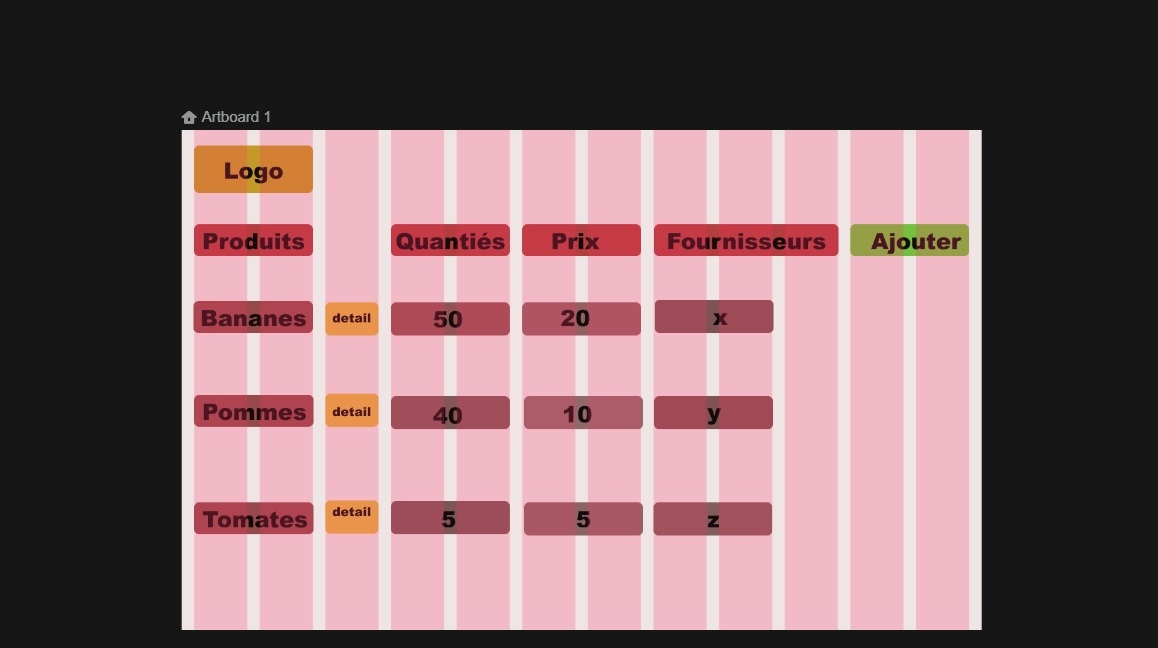 Artboard 1
Logo
Produits Quantiés Prix Fournisseurs Ajouter
Bananes detail 50 20 x
Pommes detail 40 10 y
Tomates detail 5 5 z